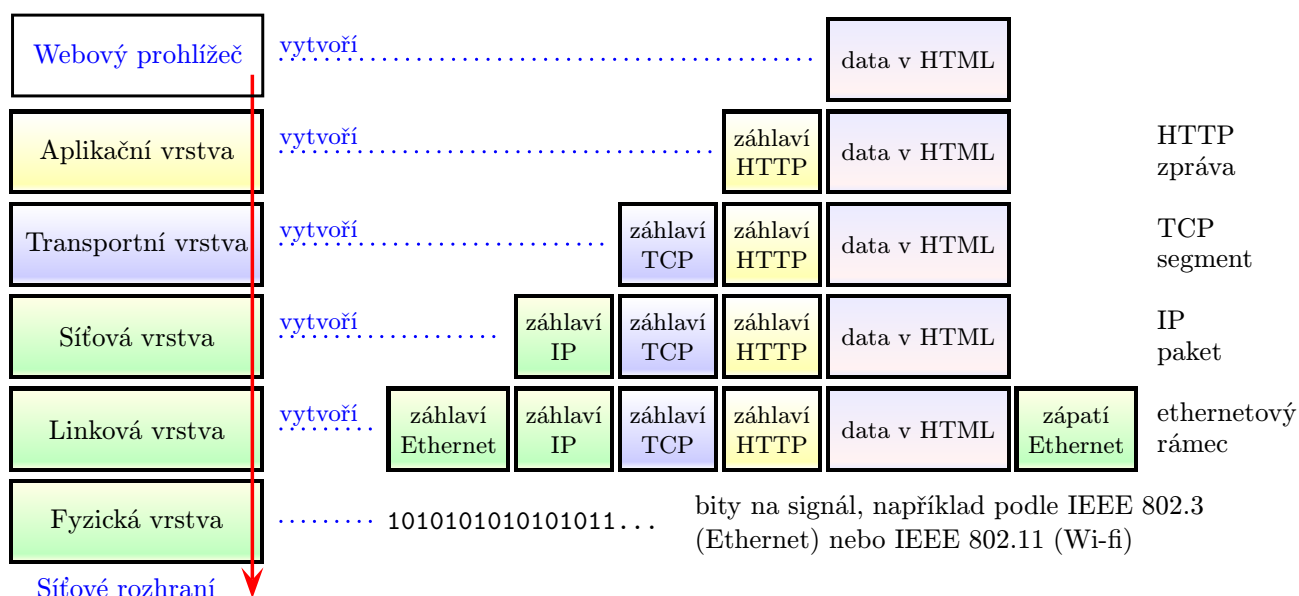 Webový prohlížeč vytvoří data v HTML
Aplikační vrstva vytvoří záhlaví HTTP data v HTML HTTP zpráva
Transportní vrstva vytvoří záhlaví TCP záhlaví HTTP data v HTML TCP segment
Síťová vrstva vytvoří záhlaví IP záhlaví TCP záhlaví HTTP data v HTML IP paket
Linková vrstva vytvoří záhlaví Ethernet záhlaví IP záhlaví TCP záhlaví HTTP data v HTML zápatí Ethernet ethernetový rámec
Fyzická vrstva 1010101010101011...
bity na signál, například podle IEEE 802.3
(Ethernet) nebo IEEE 802.11 (Wi-fi)
Síťové rozhraní